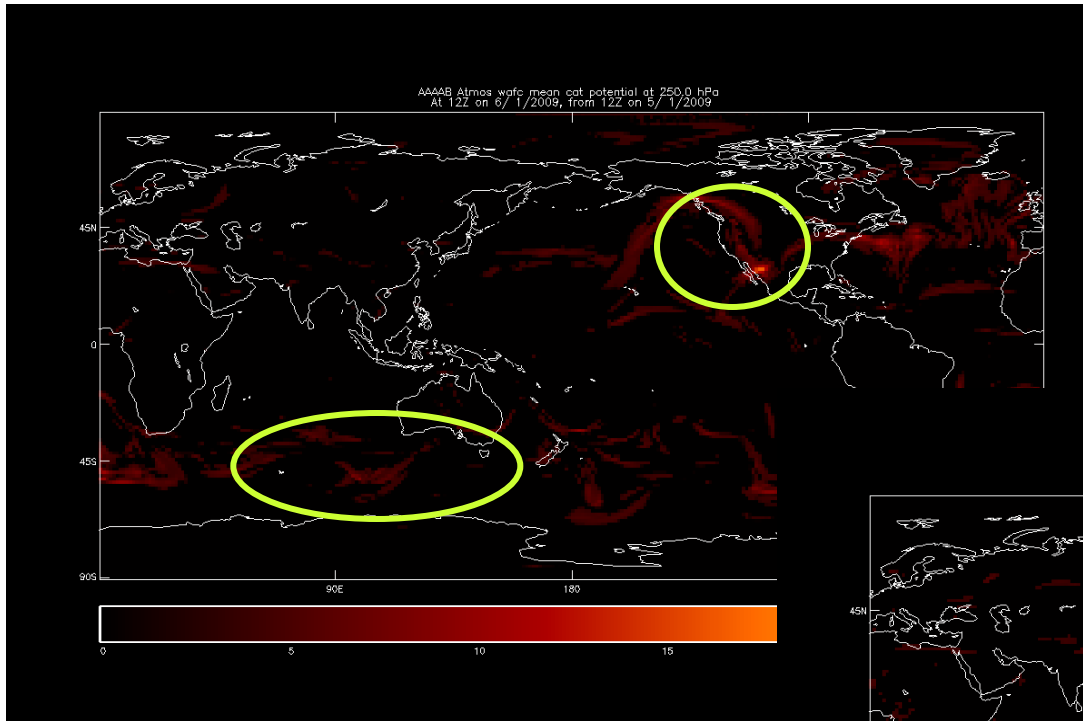 AAAAB Atmos wafc mean cat potential at 250.0 hPa
At 12Z on 6/ 1/2009, from 12Z on 5/ 1/2009
45N
0
45S
90S
90E
180
0
5
10
15
45N